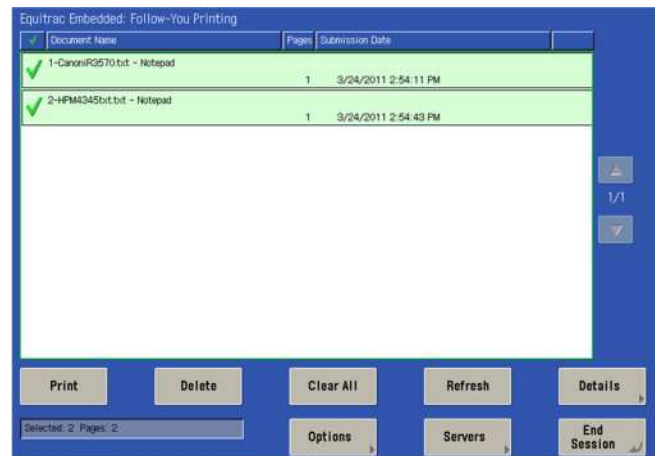 Equitrac Embedded: Follow-You Printing
Document Name Pages Submission Date
1-CanoniR3570.txt - Notepad
1 3/24/2011 2:54:11 PM
2-HPM4345txt.txt - Notepad
1 3/24/2011 2:54:43 PM
1/1
Print Delete Clear All Refresh Details
Selected: 2 Pages: 2
Options Servers End
Session